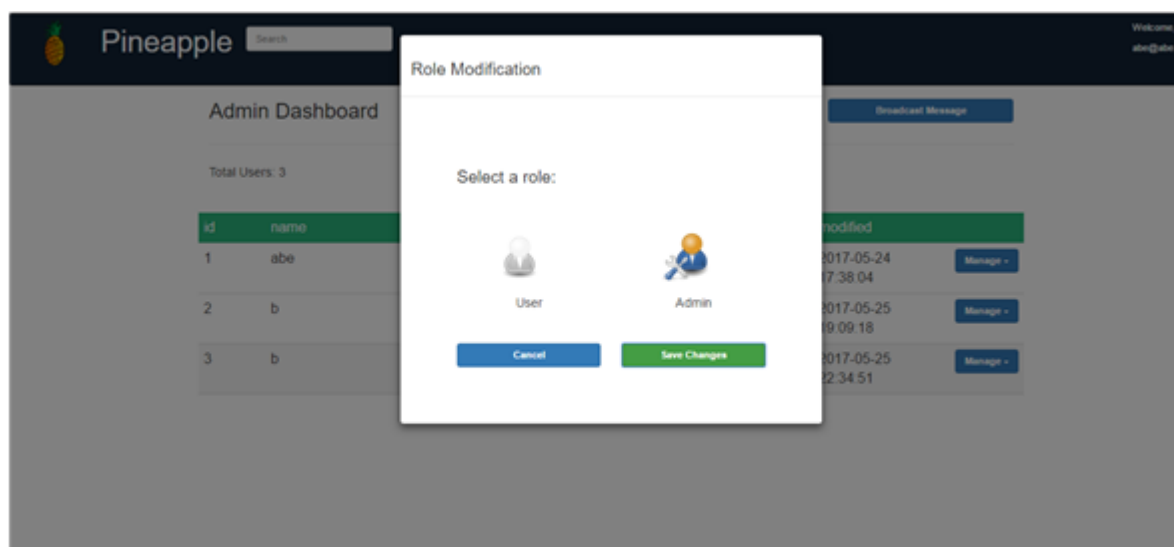 Pineapple
Search
Welcome,
abe@abe
Role Modification
Admin Dashboard
Broadcast Message
Total Users: 3
Select a role:
id name modified
1 abe 2017-05-24 Manage
17:38:04
2 b 2017-05-25 Manage
19:09:18
3 b 2017-05-25 Manage
22:34:51
User Admin
Cancel Save Changes